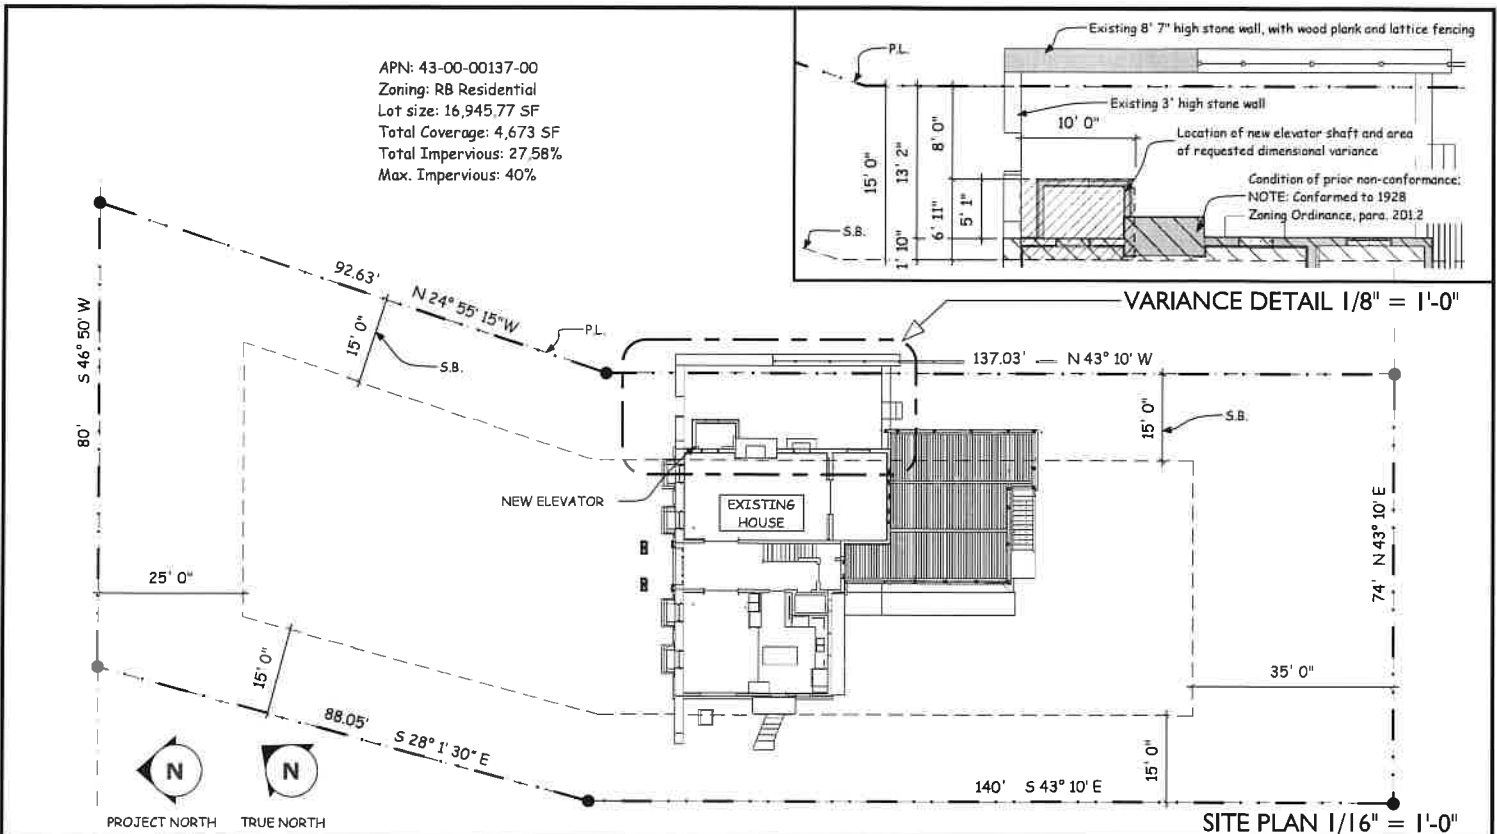 APN: 43-00-00137-00
Zoning: RB Residential
Lot size: 16,945.77 SF
Total Coverage: 4,673 SF
Total Impervious: 27.58%
Max. Impervious: 40%
Existing 8' 7" high stone wall, with wood plank and lattice fencing
P.L.
Existing 3' high stone wall
10' 0"
Location of new elevator shaft and area
of requested dimensional variance
Condition of prior non-conformance;
NOTE: Conformed to 1928
Zoning Ordinance, para. 201.2
15' 0"
13' 2"
8' 0"
6' 11"
5' 1"
1' 10"
S.B.
VARIANCE DETAIL 1/8" = 1'-0"
92.63'
N 24° 55' 15"W
P.L.
15' 0"
S.B.
S 46° 50' W
80'
137.03'
N 43° 10' W
15' 0"
S.B.
NEW ELEVATOR
EXISTING
HOUSE
74' N 43° 10' E
25' 0"
35' 0"
15' 0"
88.05'
S 28° 1' 30" E
15' 0"
140' S 43° 10' E
N
N
PROJECT NORTH
TRUE NORTH
SITE PLAN 1/16" = 1'-0"